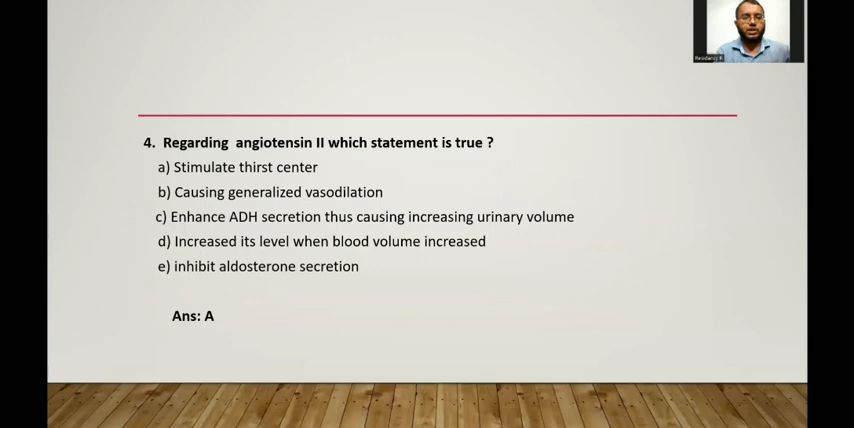 Residency R
4. Regarding angiotensin II which statement is true ?
a) Stimulate thirst center
b) Causing generalized vasodilation
c) Enhance ADH secretion thus causing increasing urinary volume
d) Increased its level when blood volume increased
e) inhibit aldosterone secretion
Ans: A